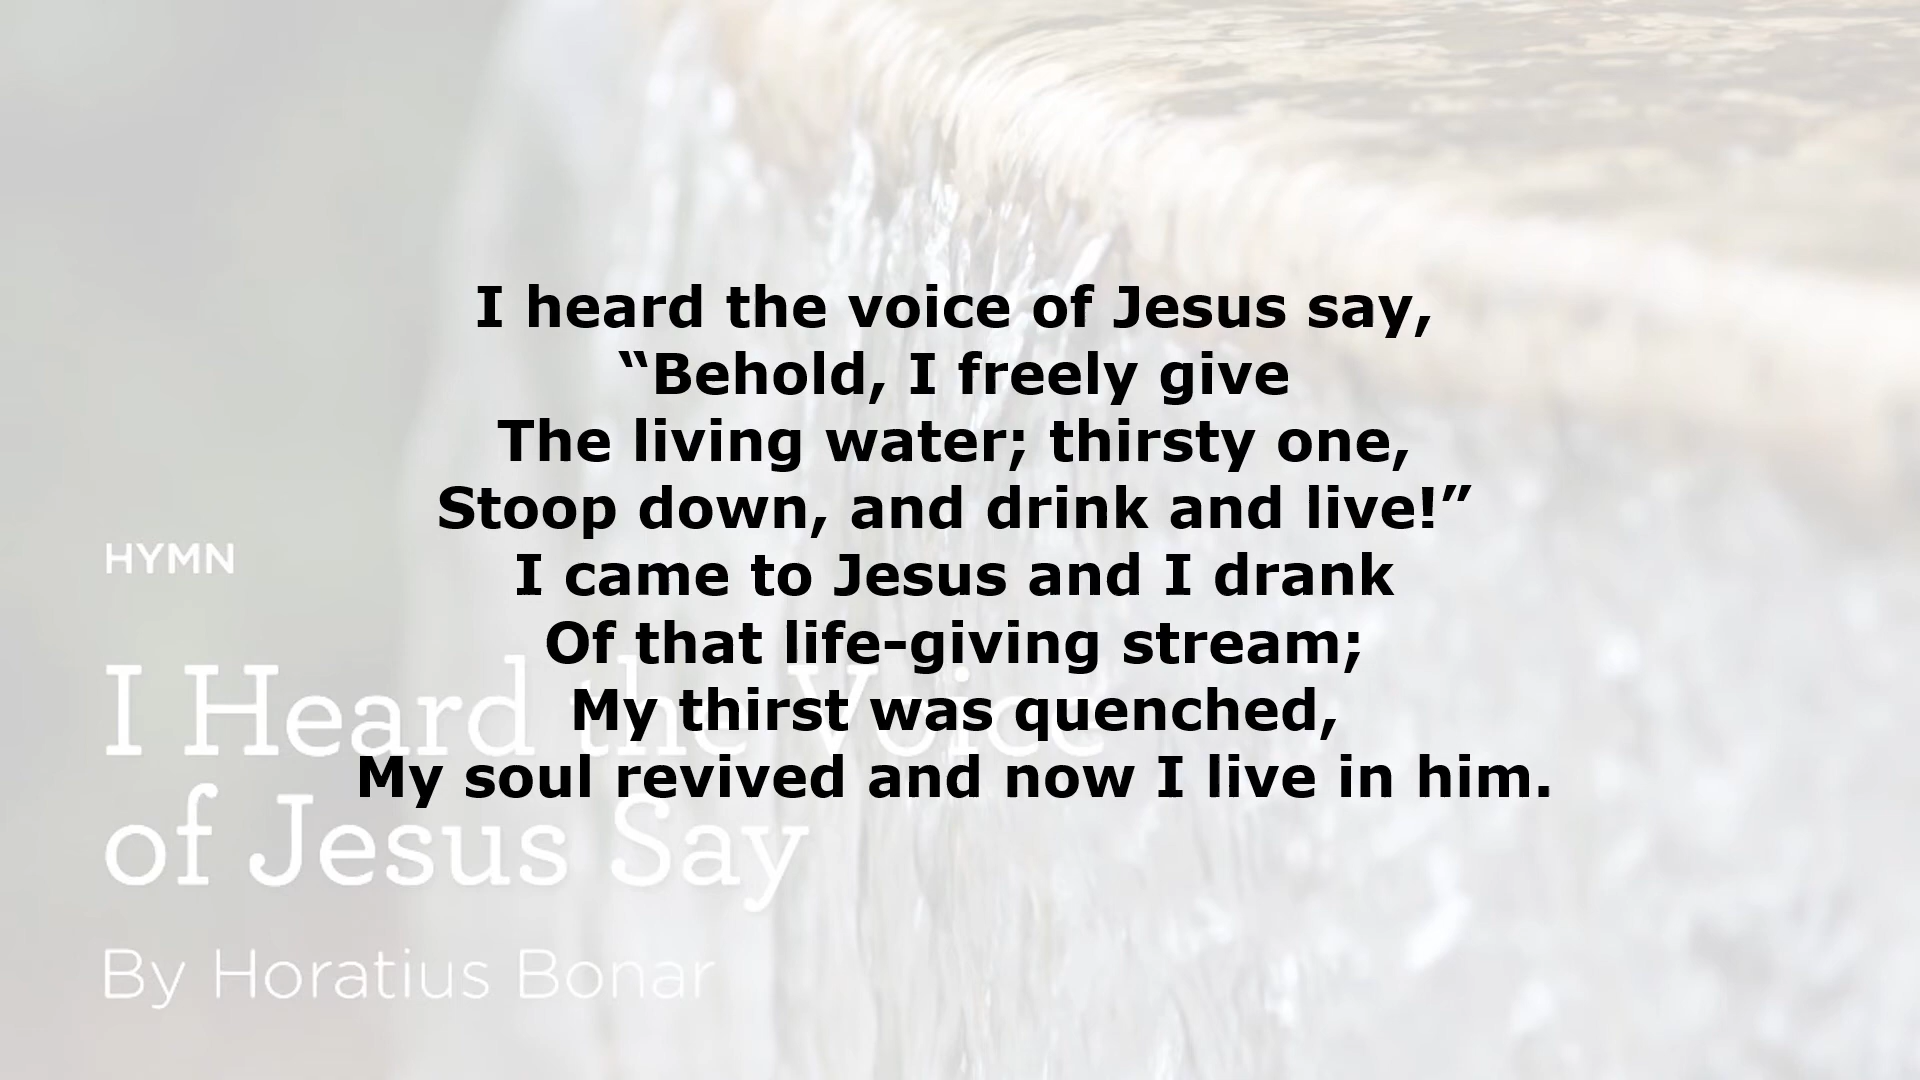 I heard the voice of Jesus say,
“Behold, I freely give
The living water; thirsty one,
Stoop down, and drink and live!”
I came to Jesus and I drank
Of that life-giving stream;
My thirst was quenched,
My soul revived and now I live in him.
HYMN
I Heard the Voice
of Jesus Say
By Horatius Bonar